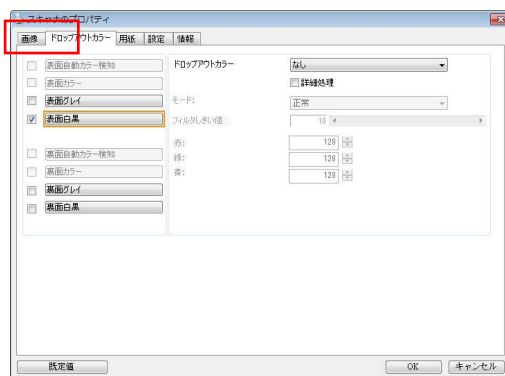 スキャナのプロパティ
画像 ドロップアウトカラー 用紙 設定 情報
表面自動カラー検知
表面カラー
表面グレイ
表面白黒
裏面自動カラー検知
裏面カラー
裏面グレイ
裏面白黒
ドロップアウトカラー なし
詳細処理
モード: 正常
フィルタしきい値: 10
赤: 128
緑: 128
青: 128
既定値 OK キャンセル